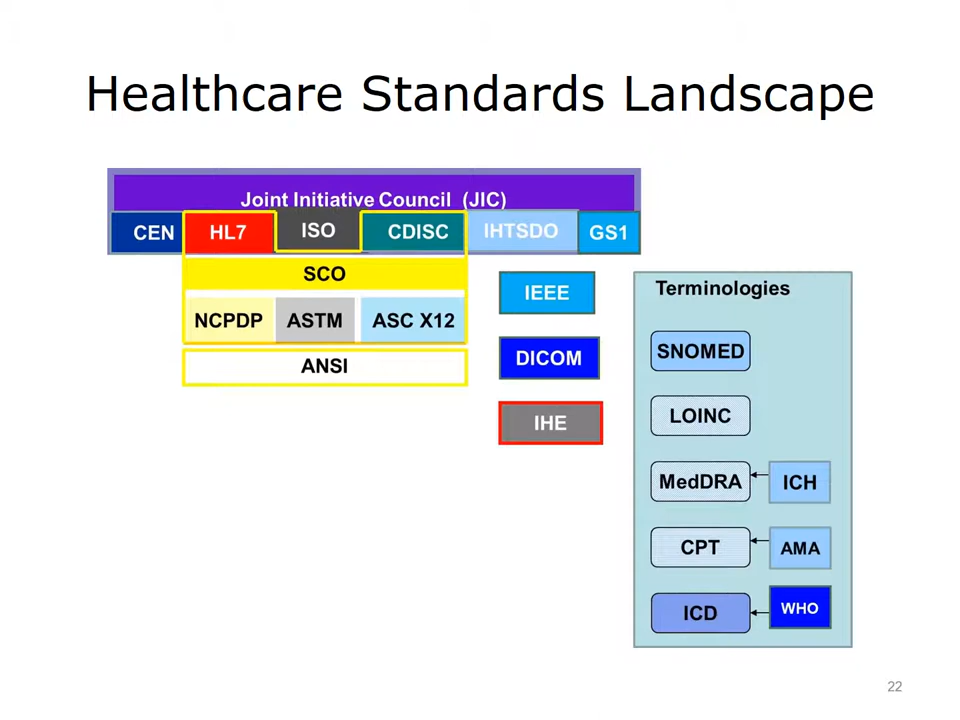 Healthcare Standards Landscape
Joint Initiative Council (JIC)
CEN HL7 ISO CDISC IHTSDO GS1
SCO
NCPDP ASTM ASC X12
ANSI
IEEE
DICOM
IHE
Terminologies
SNOMED
LOINC
MedDRA ICH
CPT AMA
ICD WHO
22